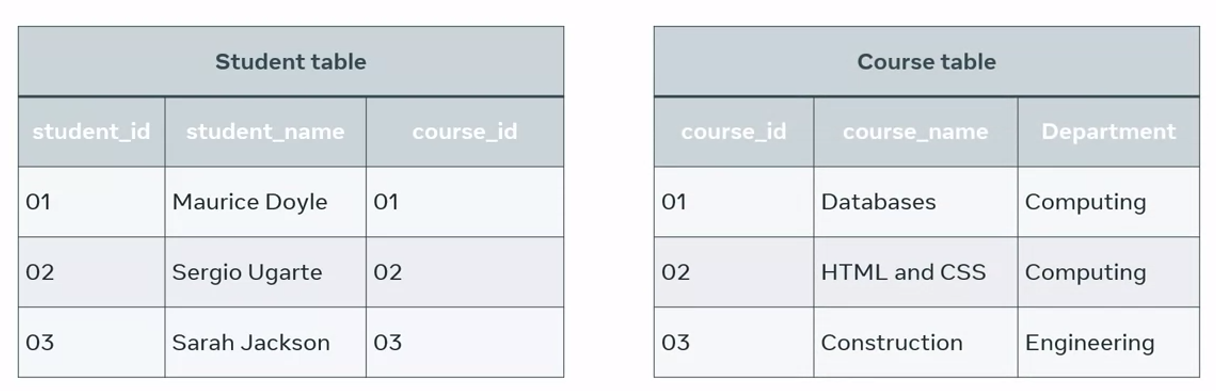 Student table
student_id student_name course_id
01 Maurice Doyle 01
02 Sergio Ugarte 02
03 Sarah Jackson 03
Course table
course_id course_name Department
01 Databases Computing
02 HTML and CSS Computing
03 Construction Engineering